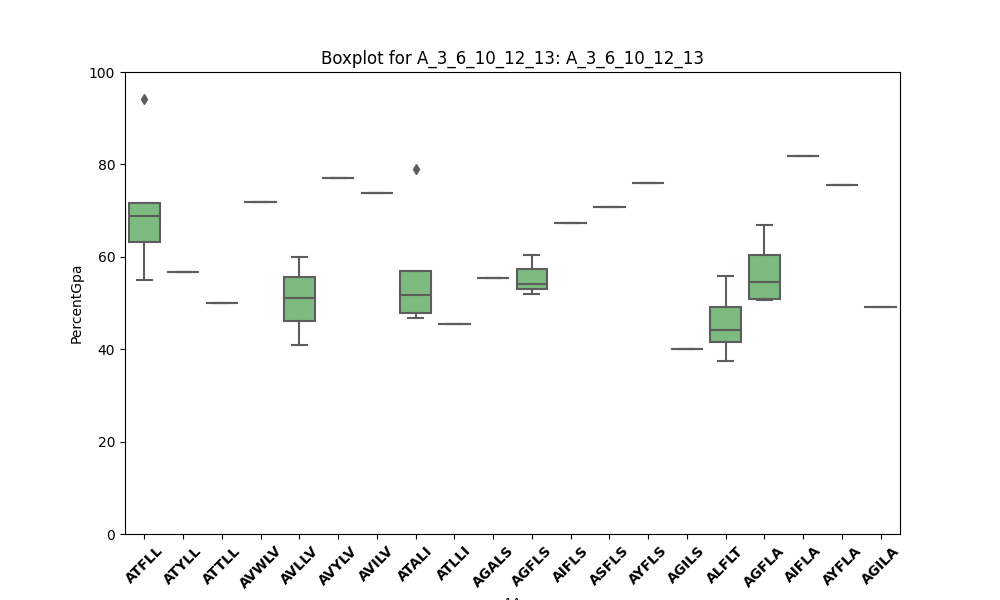 Boxplot for A_3_6_10_12_13: A_3_6_10_12_13
100
80
60
40
20
0
PercentGpa
ATFLL
ATYLL
ATTLL
AVWLV
AVLLV
AVYLV
AVILV
ATALI
ATLLI
AGALS
AGFLS
AIFLS
ASFLS
AYFLS
AGILS
ALFLT
AGFLA
AIFLA
AYFLA
AGILA